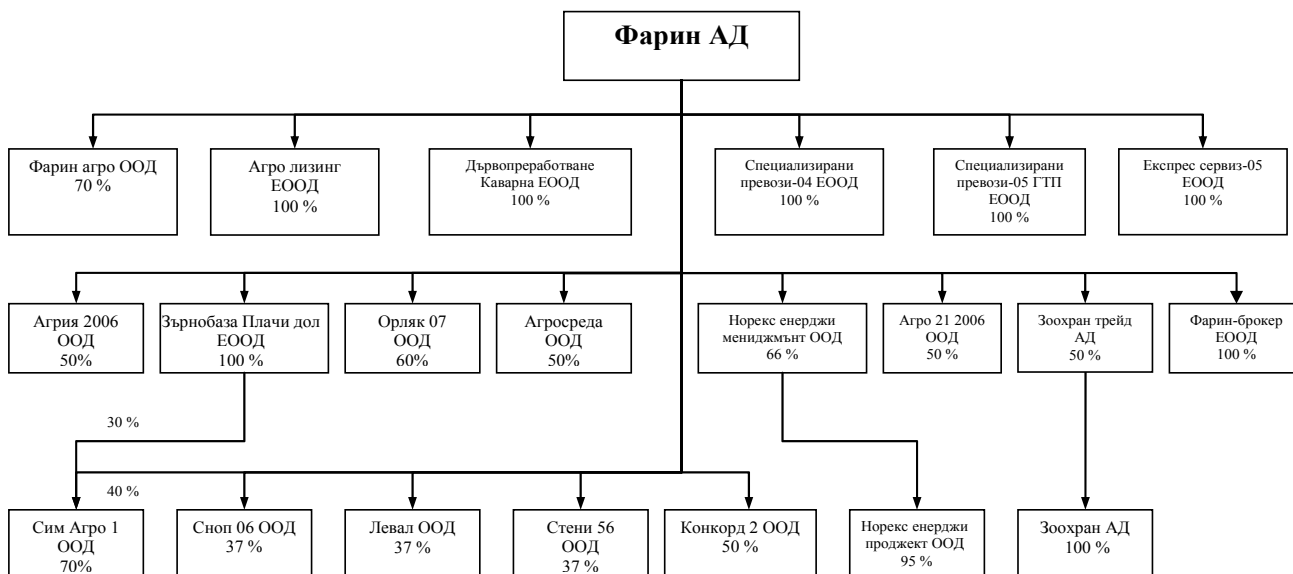 Фарин АД
Фарин агро ООД
70 %
Агро лизинг
ЕООД
100 %
Дървопреработване
Каварна ЕООД
100 %
Специализирани
превози-04 ЕООД
100 %
Специализирани
превози-05 ГТП
ЕООД
100 %
Експрес сервиз-05
ЕООД
100 %
Агрия 2006
ООД
50%
Зърнобаза Плачи дол
ЕООД
100 %
Орляк 07
ООД
60%
Агросреда
ООД
50%
Норекс енерджи
мениджмънт ООД
66 %
Агро 21 2006
ООД
50 %
Зоохран трейд
АД
50 %
Фарин-брокер
ЕООД
100 %
30 %
40 %
Сим Агро 1
ООД
70%
Сноп 06 ООД
37 %
Левал ООД
37 %
Стени 56
ООД
37 %
Конкорд 2 ООД
50 %
Норекс енерджи
проджект ООД
95 %
Зоохран АД
100 %